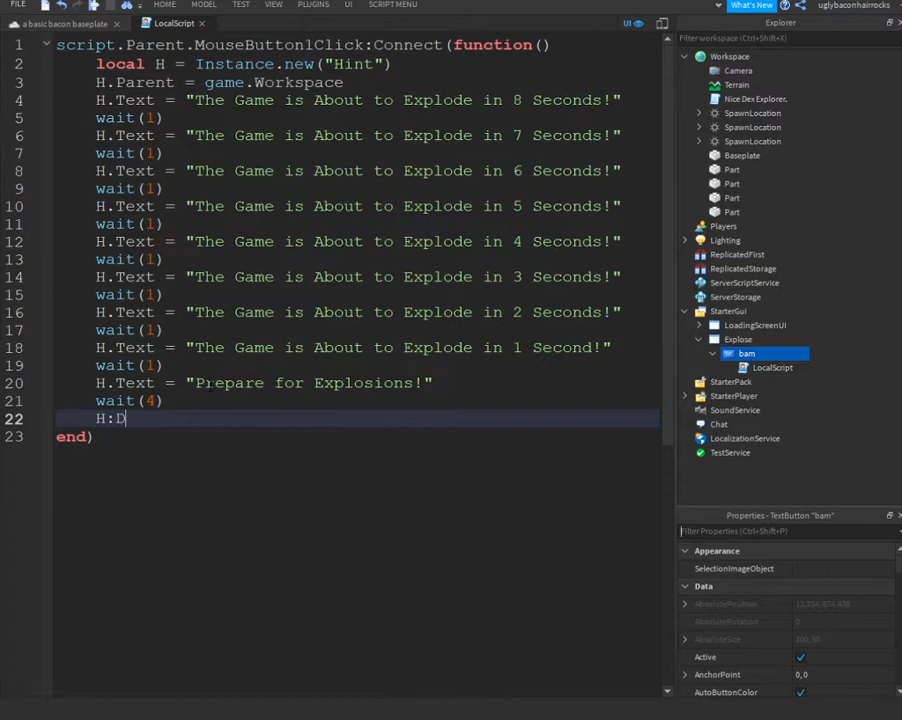 FILE HOME MODEL TEST VIEW PLUGINS UI SCRIPT MENU What's New uglybaconhairrocks
a basic bacon baseplate × LocalScript × UI
1 script.Parent.MouseButton1Click:Connect(function()
2 local H = Instance.new("Hint")
3 H.Parent = game.Workspace
4 H.Text = "The Game is About to Explode in 8 Seconds!"
5 wait(1)
6 H.Text = "The Game is About to Explode in 7 Seconds!"
7 wait(1)
8 H.Text = "The Game is About to Explode in 6 Seconds!"
9 wait(1)
10 H.Text = "The Game is About to Explode in 5 Seconds!"
11 wait(1)
12 H.Text = "The Game is About to Explode in 4 Seconds!"
13 wait(1)
14 H.Text = "The Game is About to Explode in 3 Seconds!"
15 wait(1)
16 H.Text = "The Game is About to Explode in 2 Seconds!"
17 wait(1)
18 H.Text = "The Game is About to Explode in 1 Second!"
19 wait(1)
20 H.Text = "Prepare for Explosions!"
21 wait(4)
22 H:D
23 end)
Explorer
Filter workspace (Ctrl+Shift+X)
Workspace
Camera
Terrain
Nice Dex Explorer.
SpawnLocation
SpawnLocation
SpawnLocation
Baseplate
Part
Part
Part
Part
Players
Lighting
ReplicatedFirst
ReplicatedStorage
ServerScriptService
ServerStorage
StarterGui
LoadingScreenUI
Explose
bam
LocalScript
StarterPack
StarterPlayer
SoundService
Chat
LocalizationService
TestService
Properties - TextButton "bam"
Filter Properties (Ctrl+Shift+P)
Appearance
SelectionImageObject
Data
AbsolutePosition
AbsoluteRotation 0
AbsoluteSize
Active
AnchorPoint 0, 0
AutoButtonColor